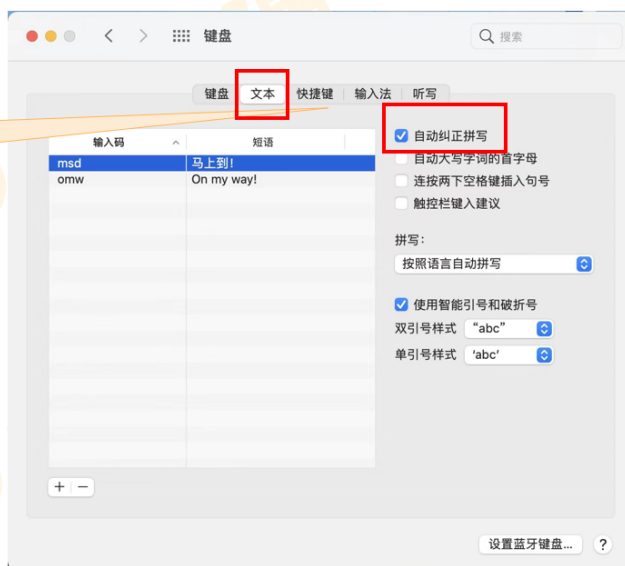 键盘
搜索
键盘 文本 快捷键 输入法 听写
输入码 短语
msd 马上到!
omw On my way!
自动纠正拼写
自动大写字词的首字母
连按两下空格键插入句号
触控栏键入建议
拼写:
按照语言自动拼写
使用智能引号和破折号
双引号样式 “abc”
单引号样式 ‘abc’
设置蓝牙键盘... ?